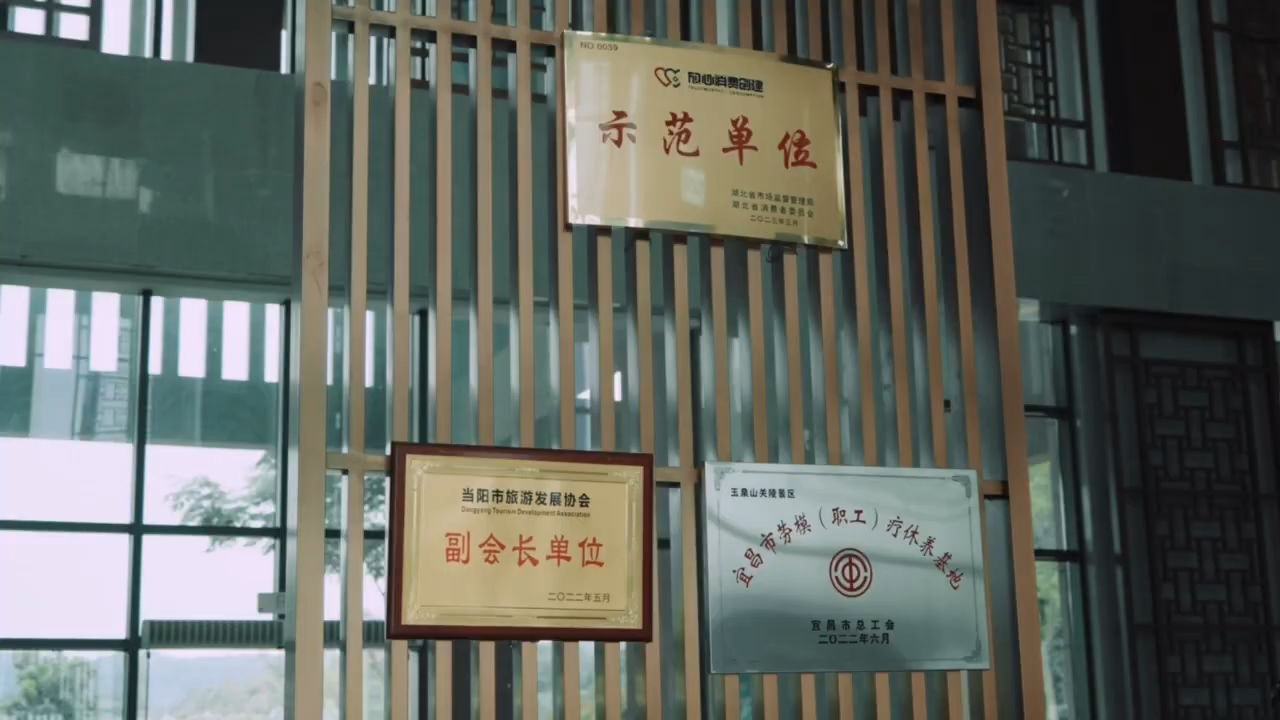 NO 0039
放心消费创建
示范单位
湖北省市场监督管理局
湖北省消费者委员会
当阳市旅游发展协会
Dangyang Tourism Development Association
副会长单位
二〇二二年五月
玉泉山关陵景区
宜昌市劳模（职工）疗休养基地
宜昌市总工会
二〇二二年六月